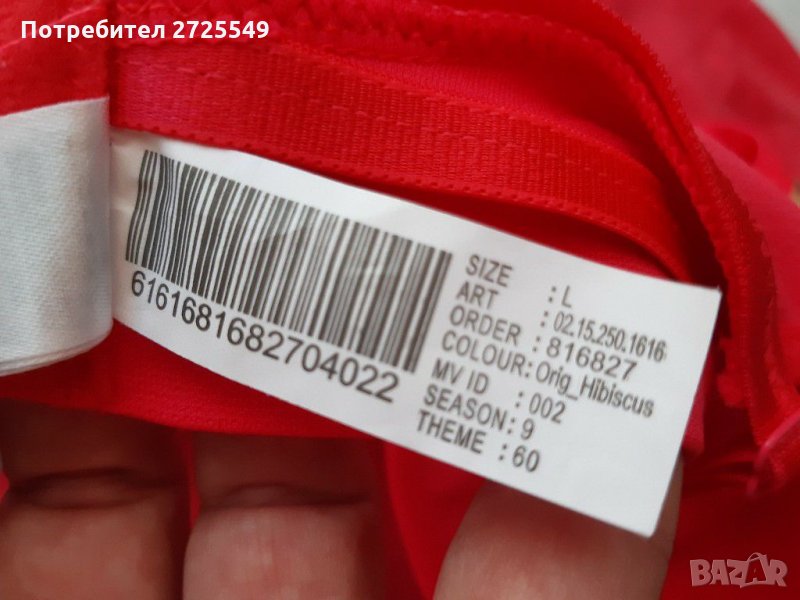 Потребител 2725549
6161681682704022
SIZE : L
ART : 02.15.250.1616
ORDER : 816827
COLOUR: Orig_Hibiscus
MV ID : 002
SEASON: 9
THEME : 60
BAZAR